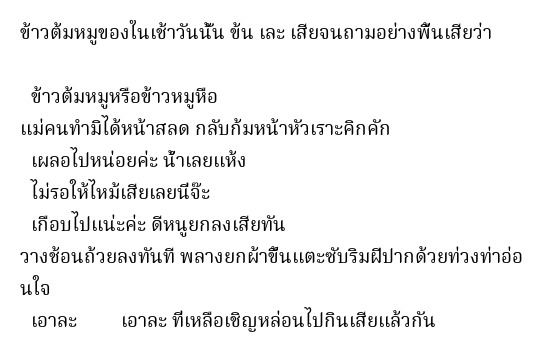 ข้าวต้มหมูของในเช้าวันนั้น ข้น เละ เสียจนถามอย่างพื้นเสียว่า
ข้าวต้มหมูหรือข้าวหมูหือ
แม่คนทำมิได้หน้าสลด กลับก้มหน้าหัวเราะคิกคัก
เผลอไปหน่อยค่ะ น้ำเลยแห้ง
ไม่รอให้ไหม้เสียเลยนี่จ๊ะ
เกือบไปแน่ะค่ะ ดีหนูยกลงเสียทัน
วางช้อนถ้วยลงทันที พลางยกผ้าขึ้นแตะซับริมฝีปากด้วยท่วงท่าอ่อ
นใจ
เอาละ เอาละ ที่เหลือเชิญหล่อนไปกินเสียแล้วกัน